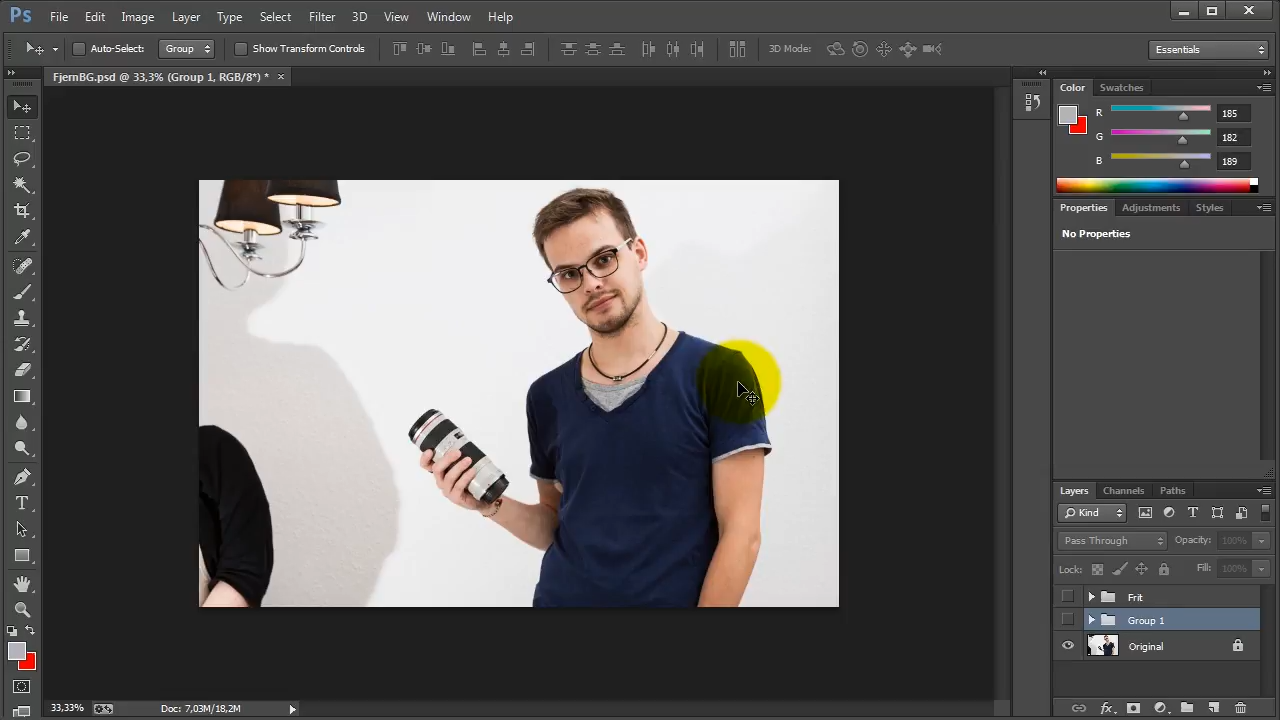 Ps File Edit Image Layer Type Select Filter 3D View Window Help
Auto-Select: Group Show Transform Controls 3D Mode: Essentials
FjernBG.psd @ 33,3% (Group 1, RGB/8*) *
Color Swatches
R 185
G 182
B 189
Properties Adjustments Styles
No Properties
Layers Channels Paths
Kind
Pass Through Opacity: 100%
Lock: Fill: 100%
Frit
Group 1
Original
33,33% Doc: 7,03M/18,2M